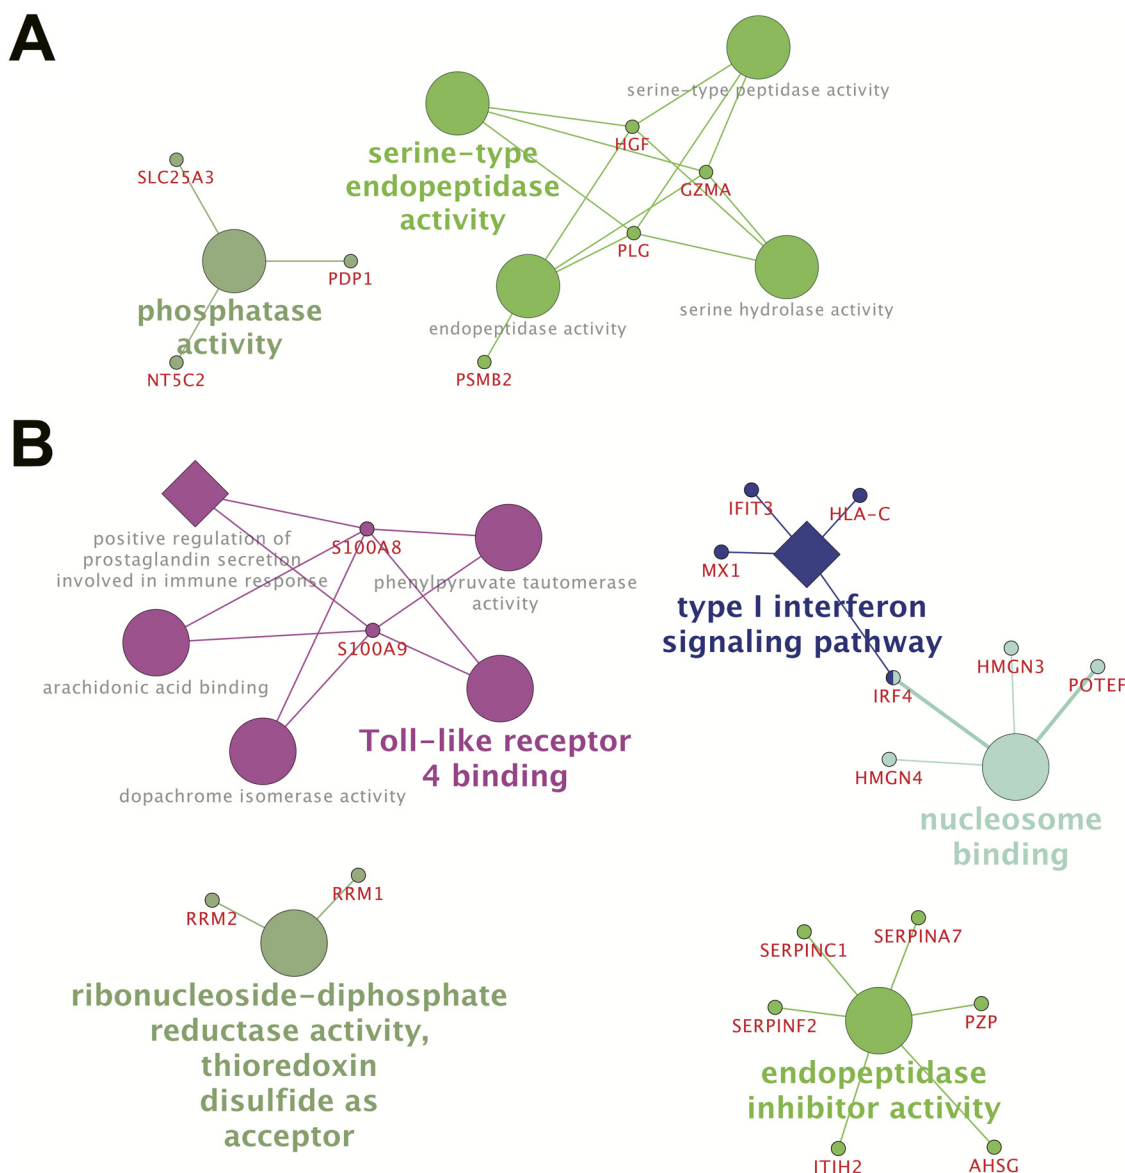 A
serine-type peptidase activity
HGF
serine-type
endopeptidase
activity
SLC25A3
GZMA
PLG
PDP1
phosphatase
activity
serine hydrolase activity
endopeptidase activity
NT5C2
PSMB2
B
positive regulation of
prostaglandin secretion
involved in immune response
S100A8
phenylpyruvate tautomerase
activity
S100A9
arachidonic acid binding
Toll-like receptor
4 binding
dopachrome isomerase activity
IFIT3
HLA-C
MX1
type I interferon
signaling pathway
HMGN3
POTEF
IRF4
HMGN4
nucleosome
binding
RRM1
RRM2
ribonucleoside-diphosphate
reductase activity,
thioredoxin
disulfide as
acceptor
SERPINA7
SERPINC1
SERPINF2
PZP
endopeptidase
inhibitor activity
ITIH2
AHSG